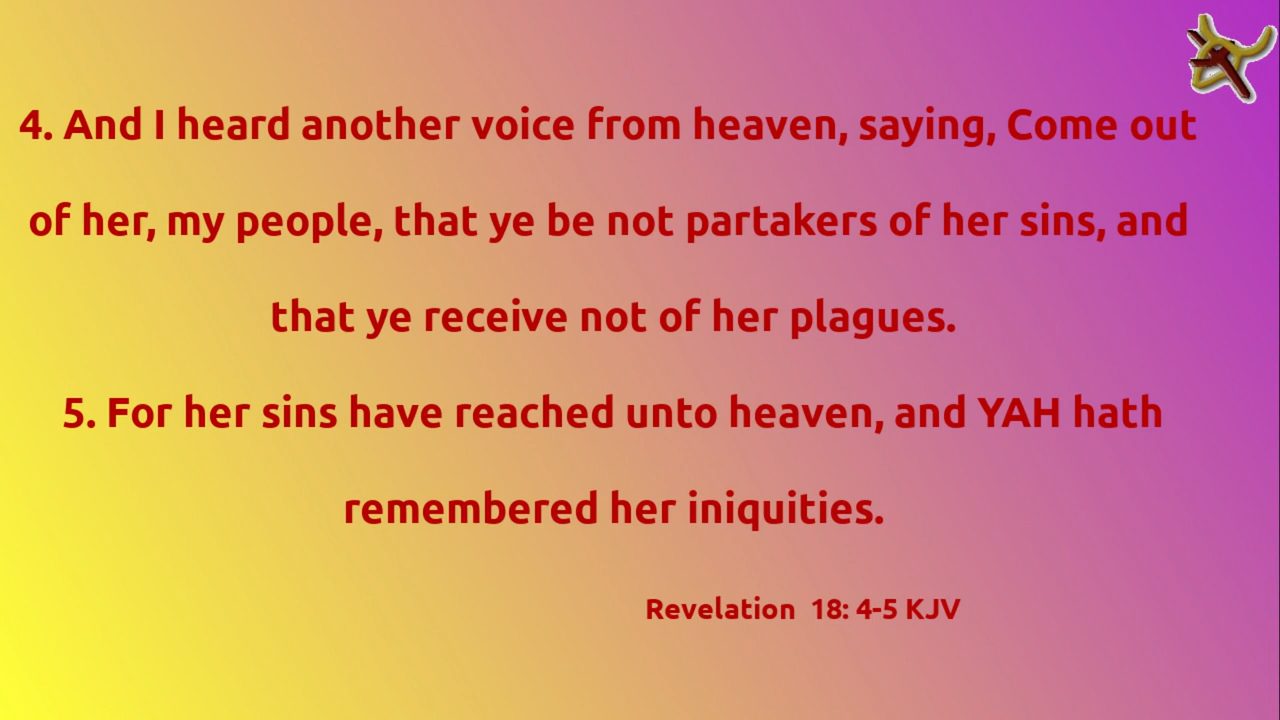 4. And I heard another voice from heaven, saying, Come out
of her, my people, that ye be not partakers of her sins, and
that ye receive not of her plagues.
5. For her sins have reached unto heaven, and YAH hath
remembered her iniquities.
Revelation 18: 4-5 KJV